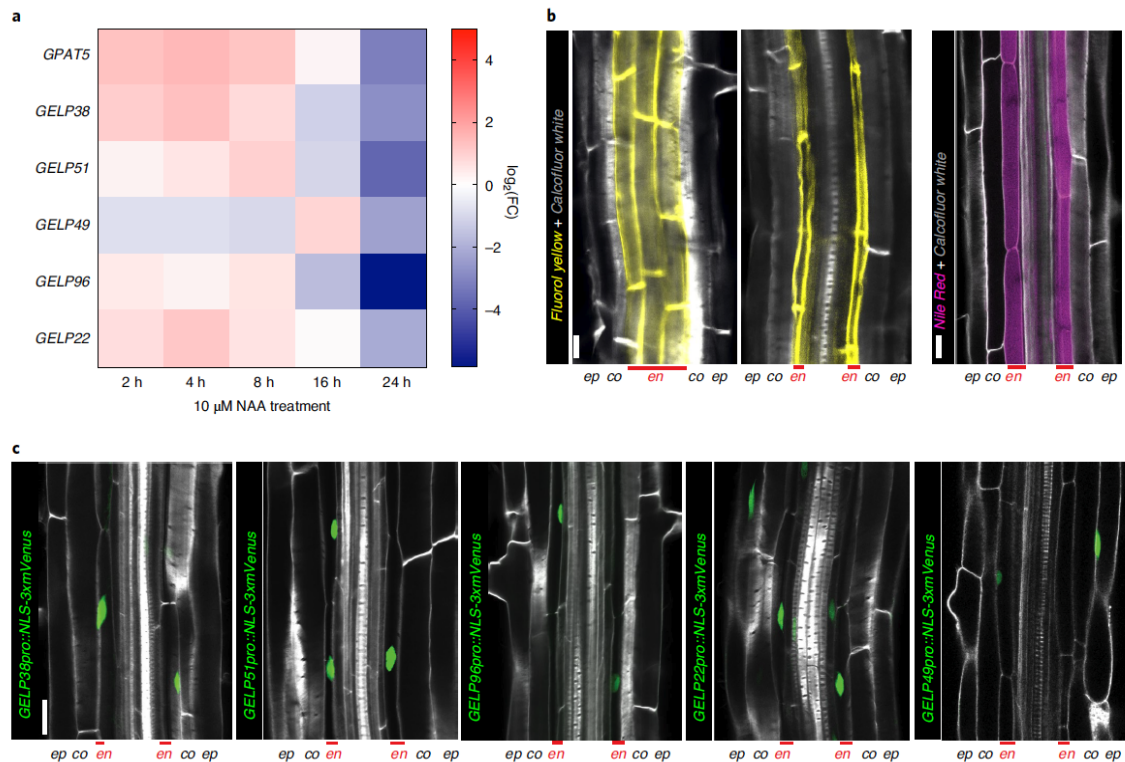 a
GPAT5
GELP38
GELP51
GELP49
GELP96
GELP22
2 h 4 h 8 h 16 h 24 h
10 μM NAA treatment
4
2
0
−2
−4
log2(FC)
b
Fluorol yellow + Calcofluor white
ep co en co ep
ep co en en co ep
Nile Red + Calcofluor white
ep co en en co ep
c
GELP38pro::NLS-3xmVenus
ep co en en co ep
GELP51pro::NLS-3xmVenus
ep co en en co ep
GELP96pro::NLS-3xmVenus
ep co en en co ep
GELP22pro::NLS-3xmVenus
ep co en en co ep
GELP49pro::NLS-3xmVenus
ep co en en co ep